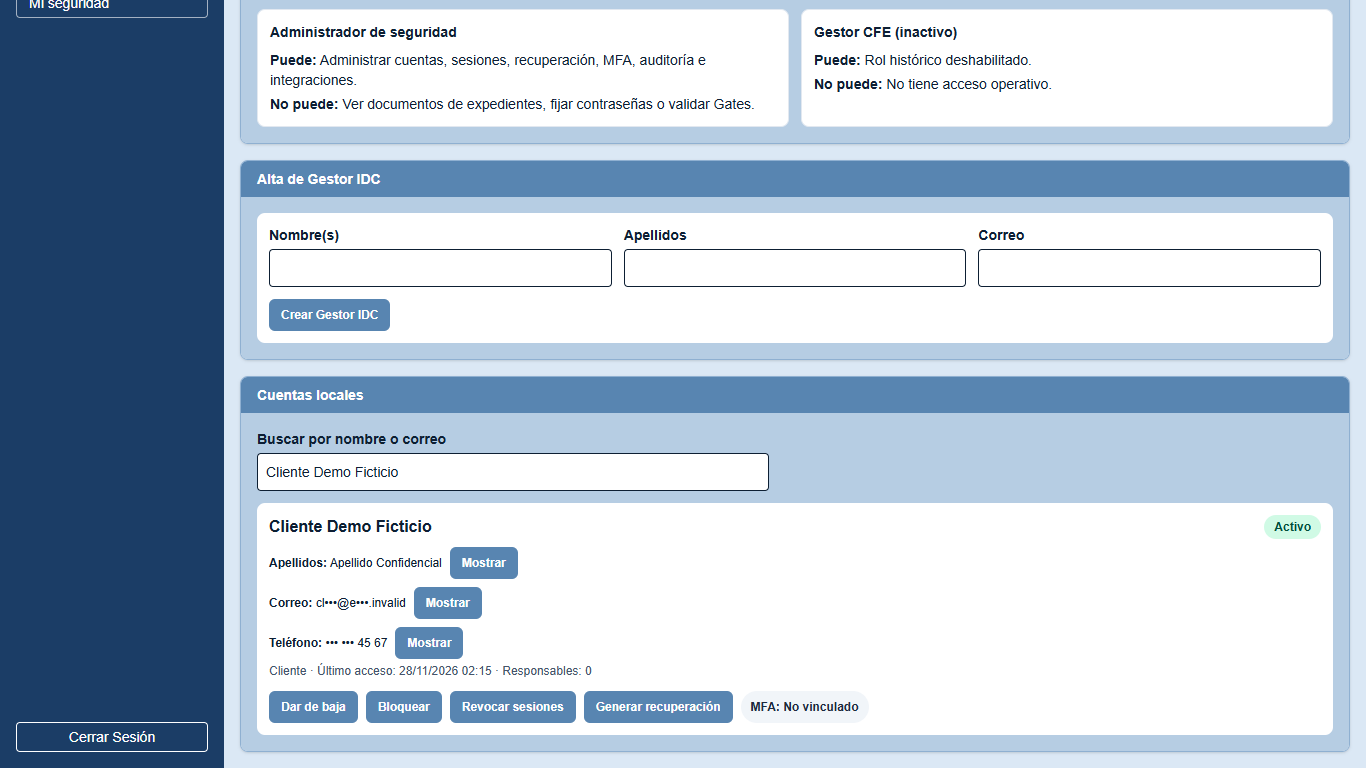 Mi seguridad
Cerrar Sesión
Administrador de seguridad
Puede: Administrar cuentas, sesiones, recuperación, MFA, auditoría e
integraciones.
No puede: Ver documentos de expedientes, fijar contraseñas o validar Gates.
Gestor CFE (inactivo)
Puede: Rol histórico deshabilitado.
No puede: No tiene acceso operativo.
Alta de Gestor IDC
Nombre(s)
Apellidos
Correo
Crear Gestor IDC
Cuentas locales
Buscar por nombre o correo
Cliente Demo Ficticio
Cliente Demo Ficticio
Activo
Apellidos: Apellido Confidencial Mostrar
Correo: cl•••@e•••.invalid Mostrar
Teléfono: ••• ••• 45 67 Mostrar
Cliente · Último acceso: 28/11/2026 02:15 · Responsables: 0
Dar de baja Bloquear Revocar sesiones Generar recuperación MFA: No vinculado